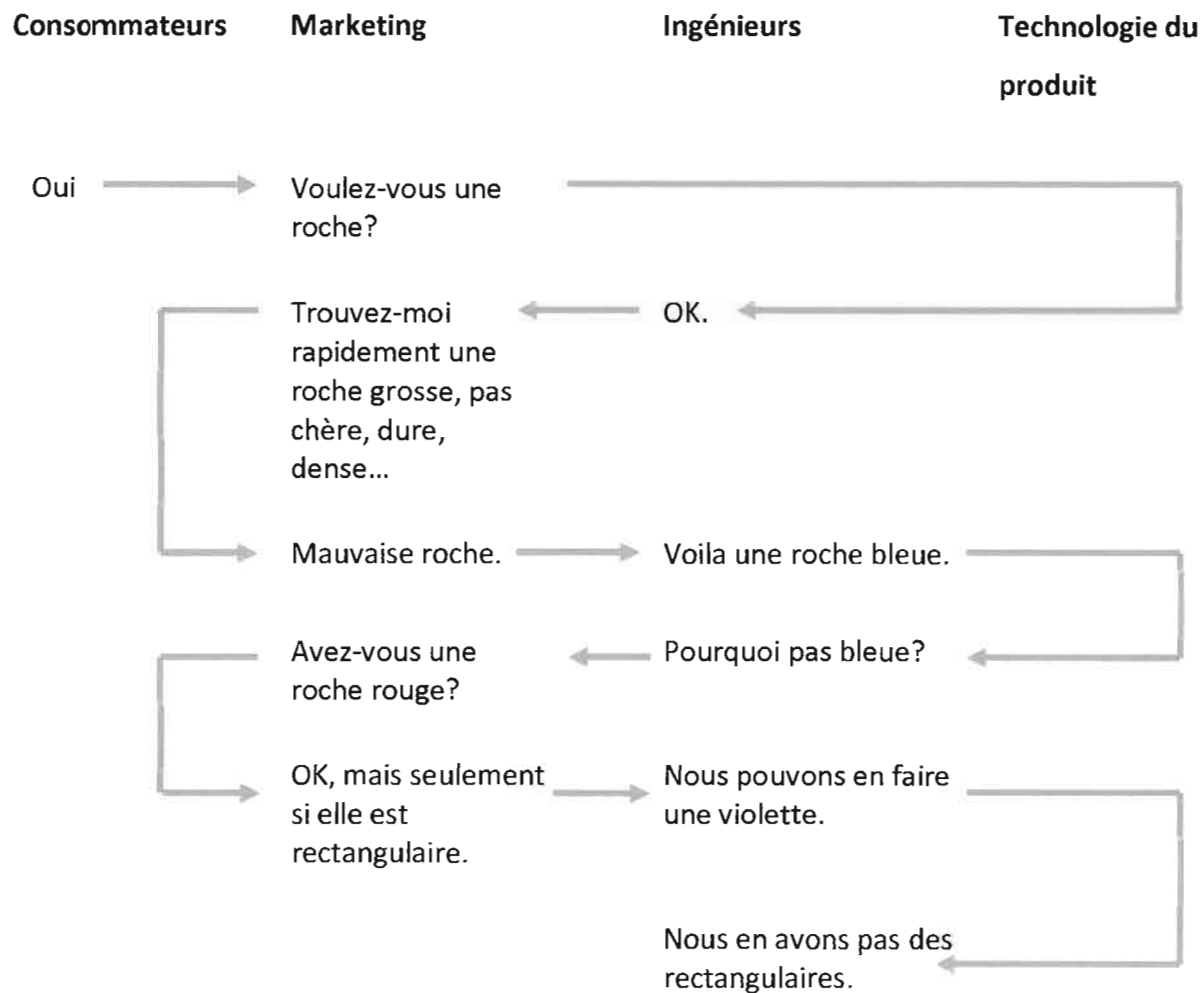 Consommateurs
Marketing
Ingénieurs
Technologie du
produit
Oui
Voulez-vous une
roche?
Trouvez-moi
rapidement une
roche grosse, pas
chère, dure,
dense...
OK.
Mauvaise roche.
Voila une roche bleue.
Avez-vous une
roche rouge?
Pourquoi pas bleue?
OK, mais seulement
si elle est
rectangulaire.
Nous pouvons en faire
une violette.
Nous en avons pas des
rectangulaires.